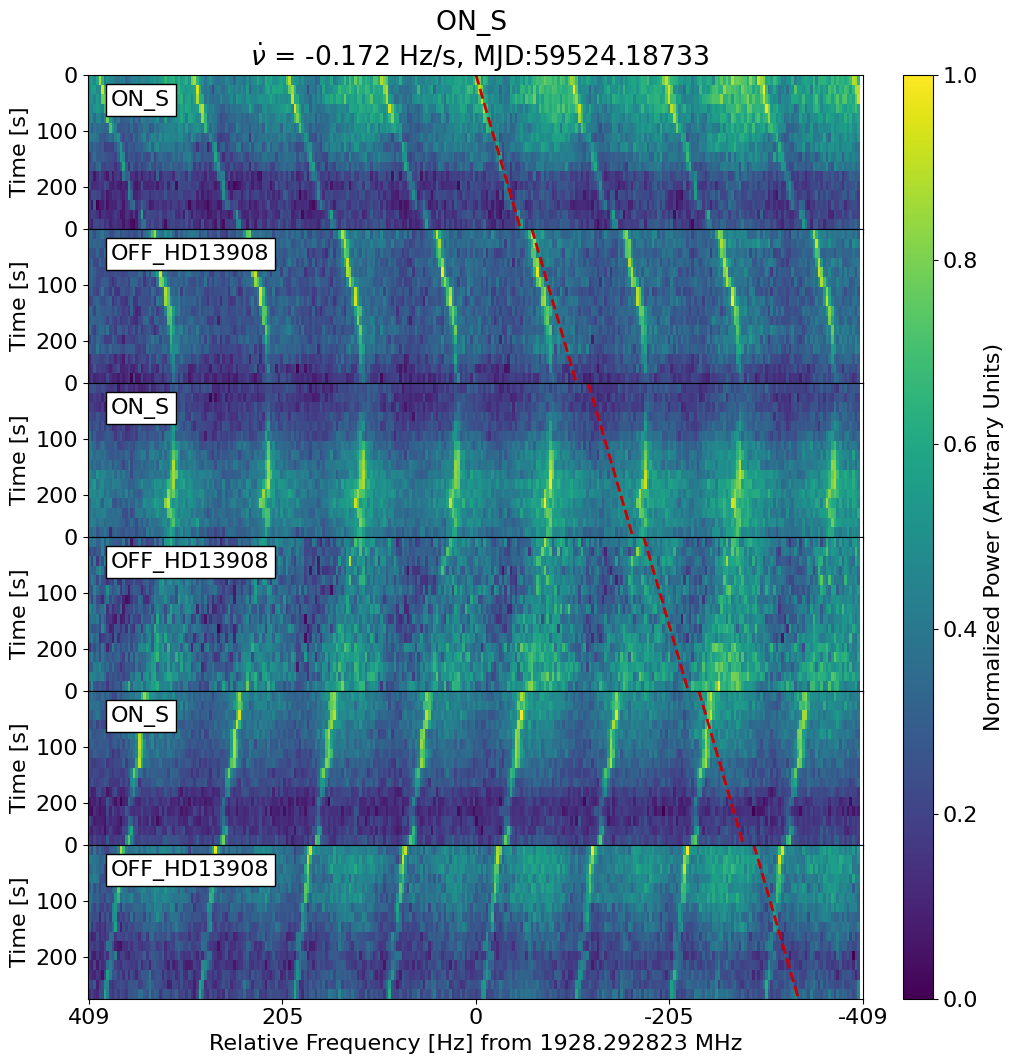 ON_S
ν̇ = -0.172 Hz/s, MJD:59524.18733
0
100
200
Time [s]
ON_S
0
100
200
Time [s]
OFF_HD13908
0
100
200
Time [s]
ON_S
0
100
200
Time [s]
OFF_HD13908
0
100
200
Time [s]
ON_S
0
100
200
Time [s]
OFF_HD13908
409 205 0 -205 -409
Relative Frequency [Hz] from 1928.292823 MHz
1.0
0.8
0.6
0.4
0.2
0.0
Normalized Power (Arbitrary Units)